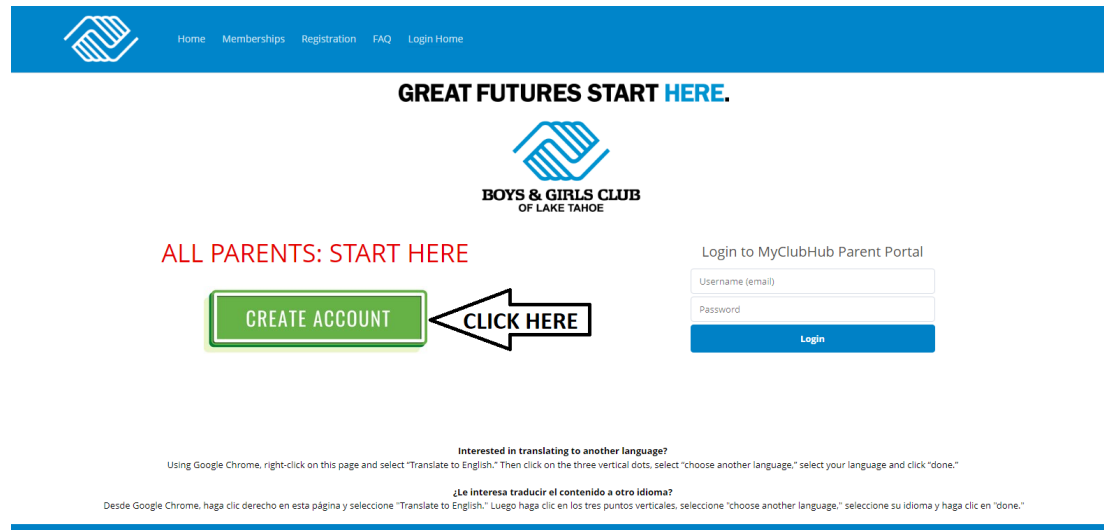 Home Memberships Registration FAQ Login Home
GREAT FUTURES START HERE.
BOYS & GIRLS CLUB
OF LAKE TAHOE
ALL PARENTS: START HERE
CREATE ACCOUNT
CLICK HERE
Login to MyClubHub Parent Portal
Username (email)
Password
Login
Interested in translating to another language?
Using Google Chrome, right-click on this page and select "Translate to English." Then click on the three vertical dots, select "choose another language," select your language and click "done."
¿Le interesa traducir el contenido a otro idioma?
Desde Google Chrome, haga clic derecho en esta página y seleccione "Translate to English." Luego haga clic en los tres puntos verticales, seleccione "choose another language," seleccione su idioma y haga clic en "done."